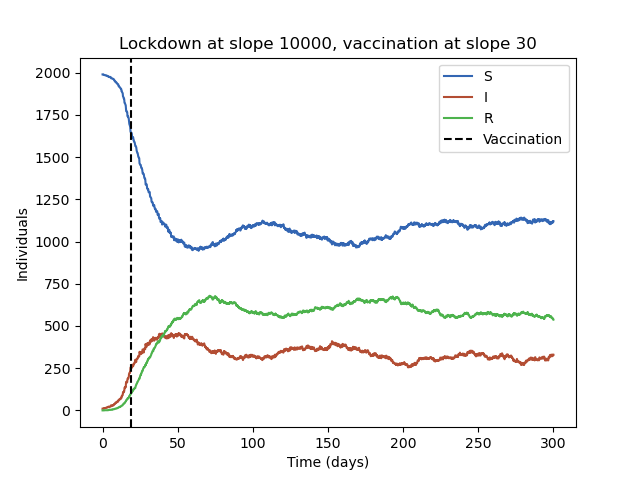 Lockdown at slope 10000, vaccination at slope 30
2000
1750
1500
1250
1000
750
500
250
0
Individuals
S
I
R
Vaccination
0 50 100 150 200 250 300
Time (days)